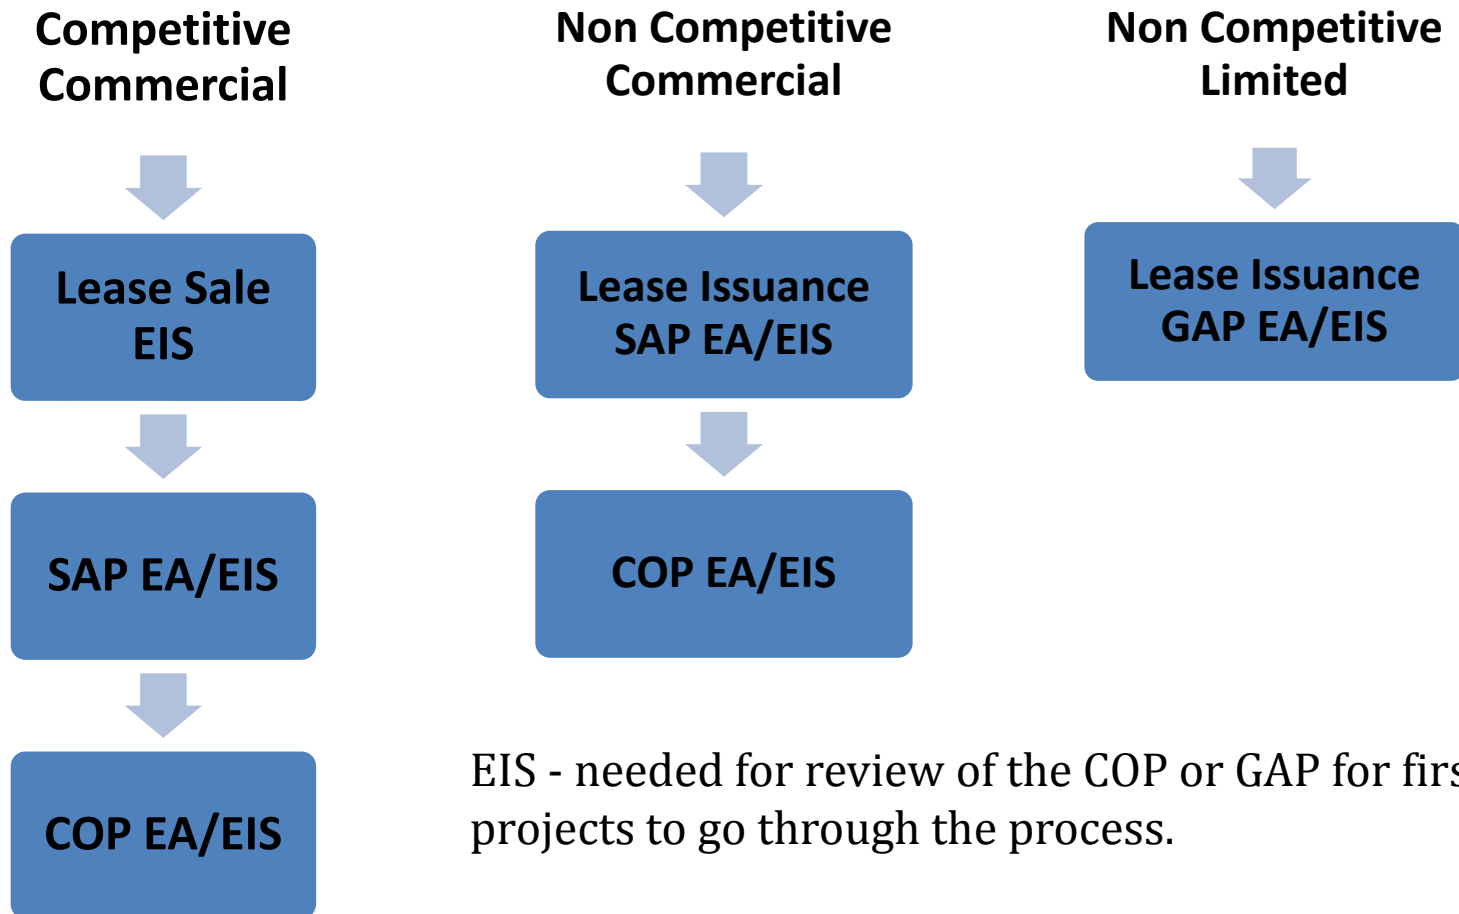 Competitive
Commercial
Lease Sale
EIS
SAP EA/EIS
COP EA/EIS
Non Competitive
Commercial
Lease Issuance
SAP EA/EIS
COP EA/EIS
Non Competitive
Limited
Lease Issuance
GAP EA/EIS
EIS - needed for review of the COP or GAP for
projects to go through the process.